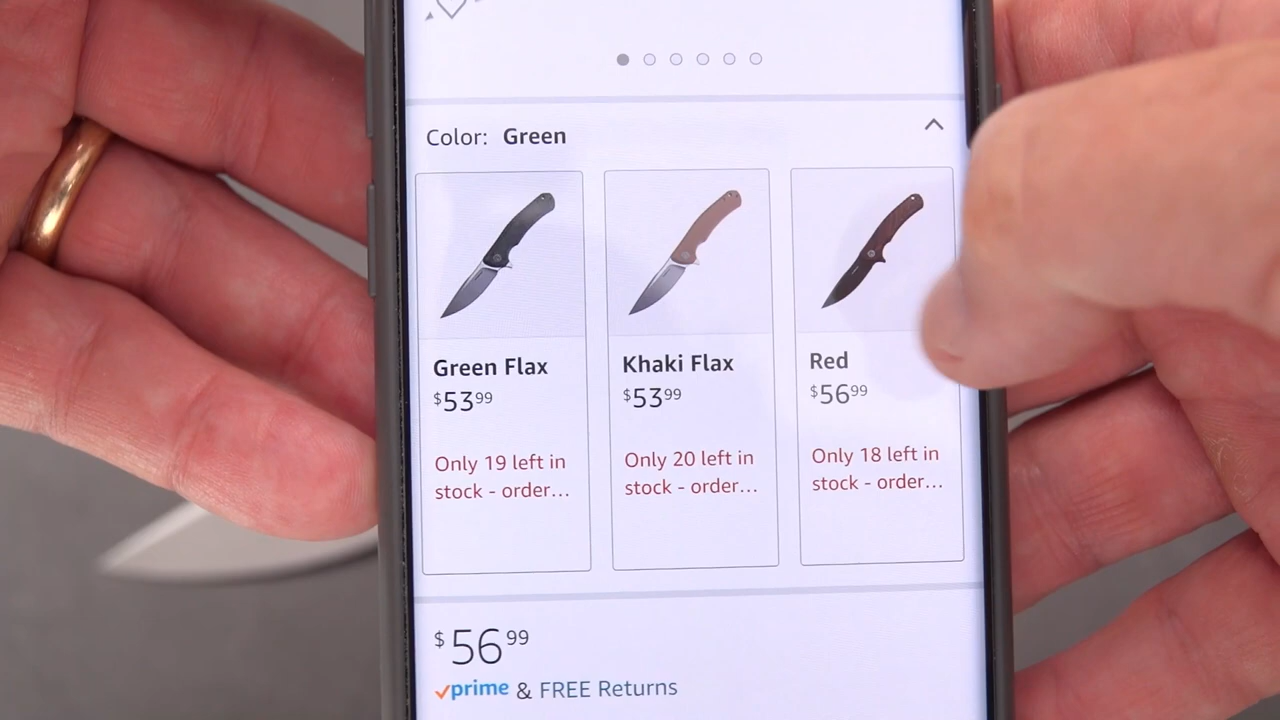 Color: Green
Green Flax
$53.99
Only 19 left in
stock - order...
Khaki Flax
$53.99
Only 20 left in
stock - order...
Red
$56.99
Only 18 left in
stock - order...
$56.99
prime & FREE Returns